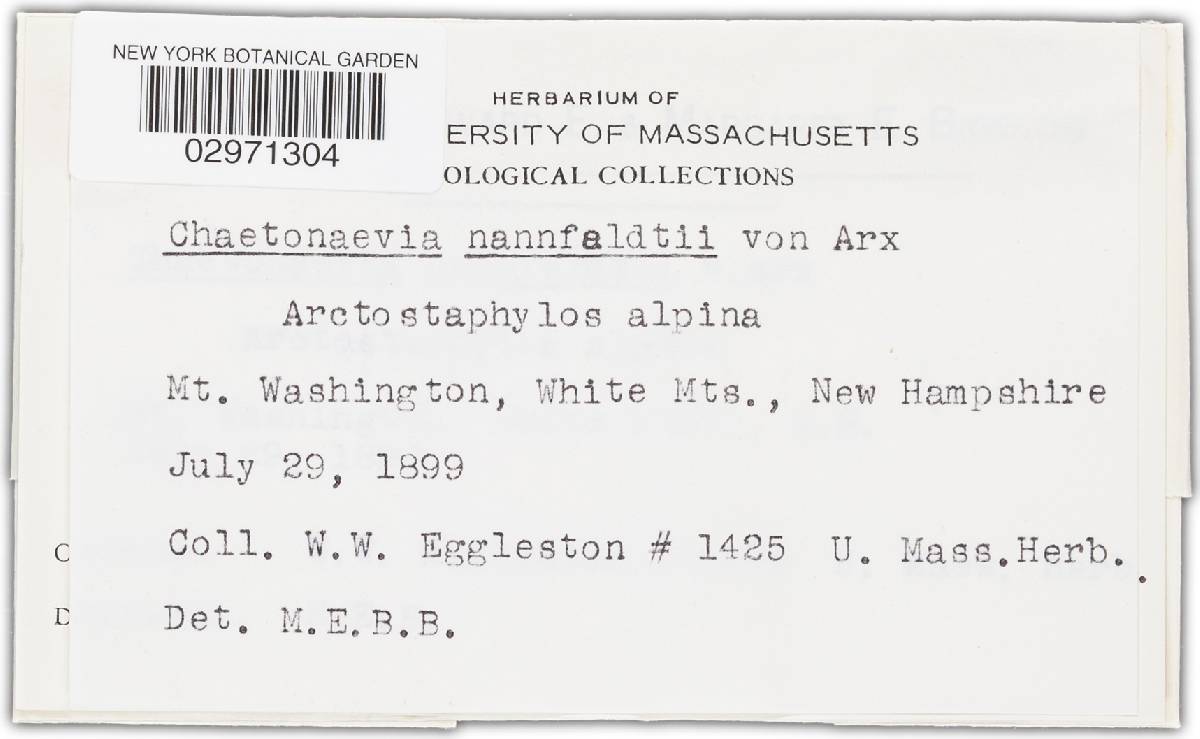 NEW YORK BOTANICAL GARDEN
02971304
HERBARIUM OF
ERSITY OF MASSACHUSETTS
OLOGICAL COLLECTIONS
Chaetonaevia nannfaldtii von Arx
Arctostaphylos alpina
Mt. Washington, White Mts., New Hampshire
July 29, 1899
Coll. W.W. Eggleston # 1425 U. Mass.Herb.
Det. M.E.B.B.